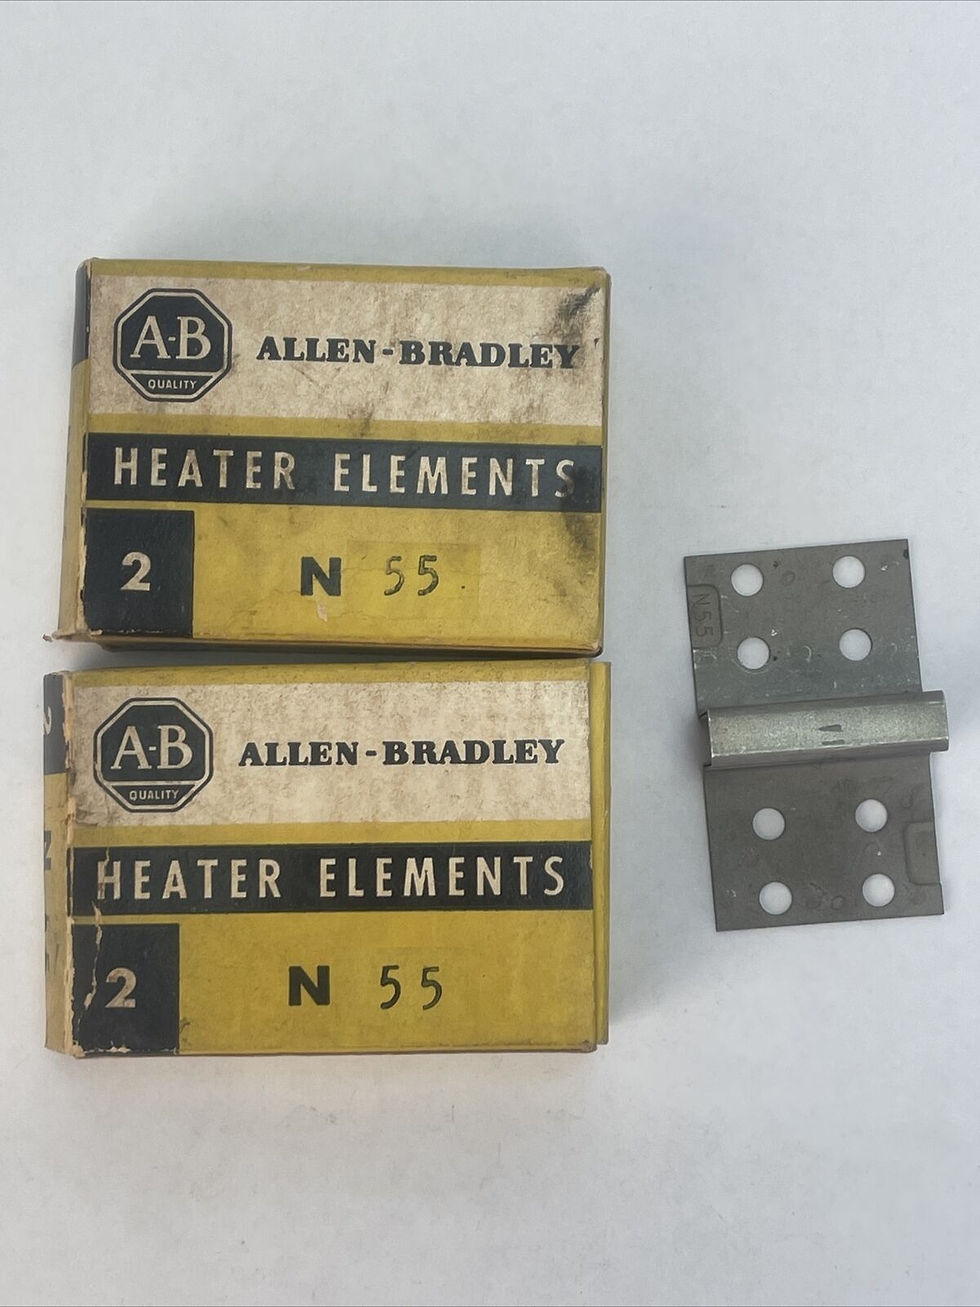 A-B
QUALITY
ALLEN-BRADLEY
HEATER ELEMENTS
2
N 55
A-B
QUALITY
ALLEN-BRADLEY
HEATER ELEMENTS
2
N 55
N55